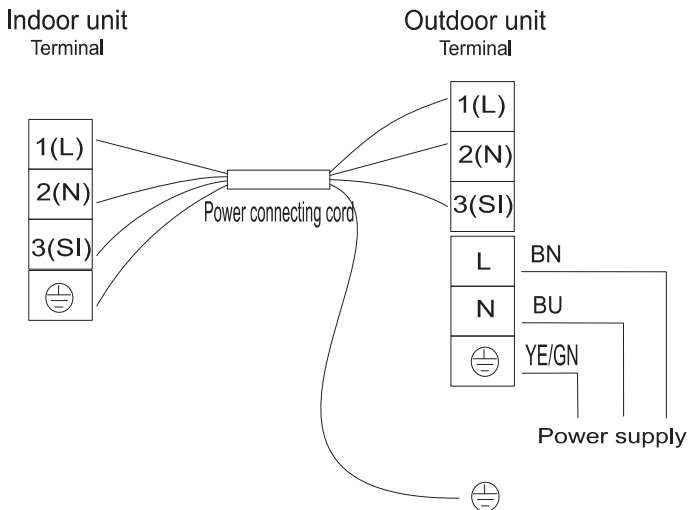 Indoor unit
Terminal
Outdoor unit
Terminal
1(L)
2(N)
3(SI)
Power connecting cord
1(L)
2(N)
3(SI)
L
BN
N
BU
YE/GN
Power supply